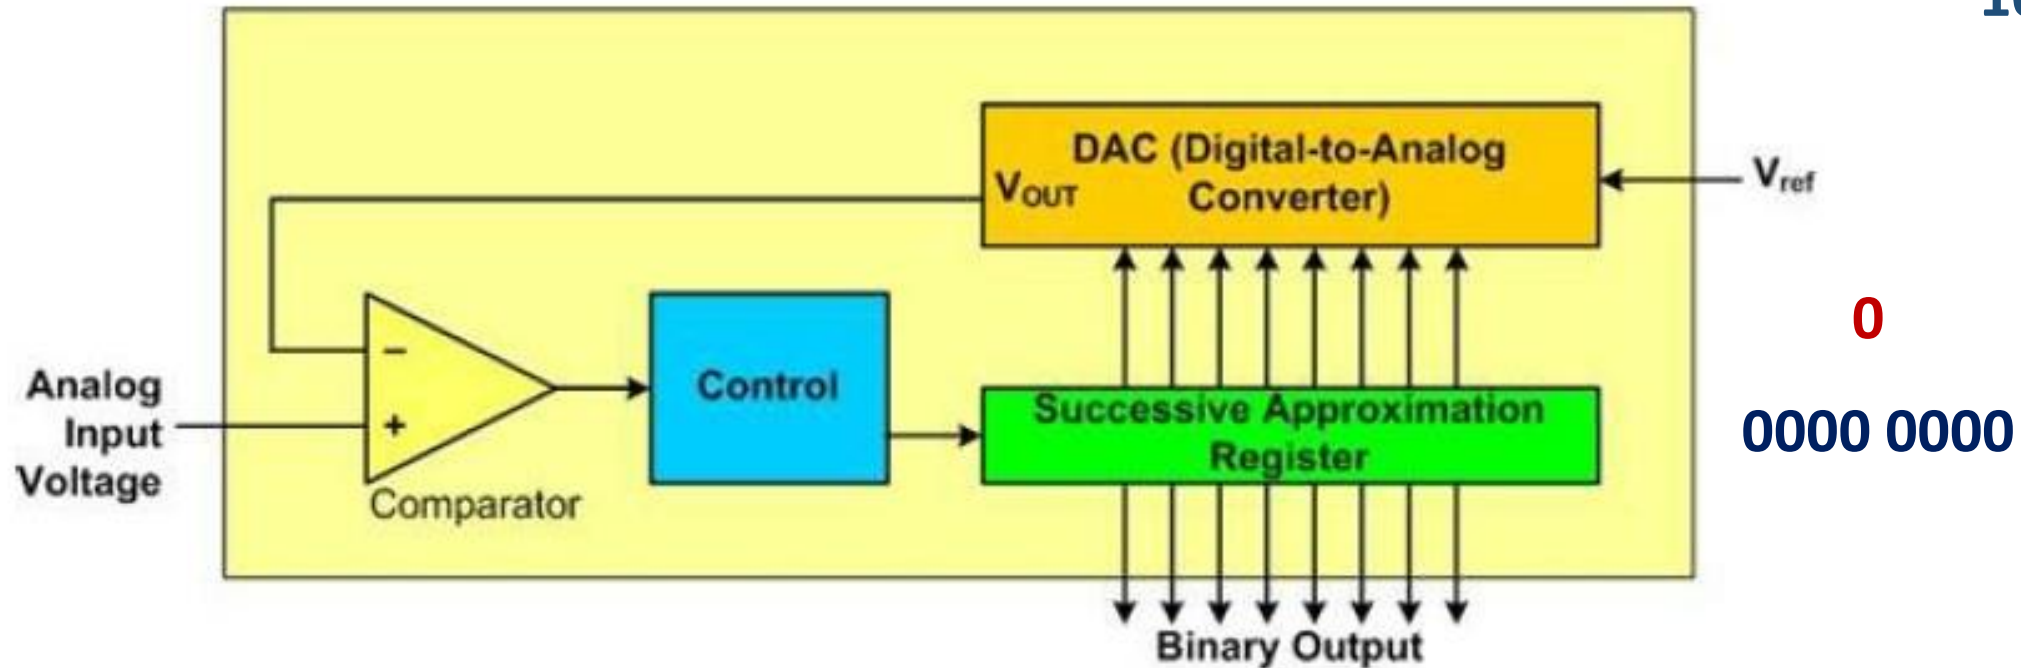 10
DAC (Digital-to-Analog
Converter)
VOUT
Vref
0
Analog
Input
Voltage
−
+
Comparator
Control
Successive Approximation
Register
0000 0000
Binary Output